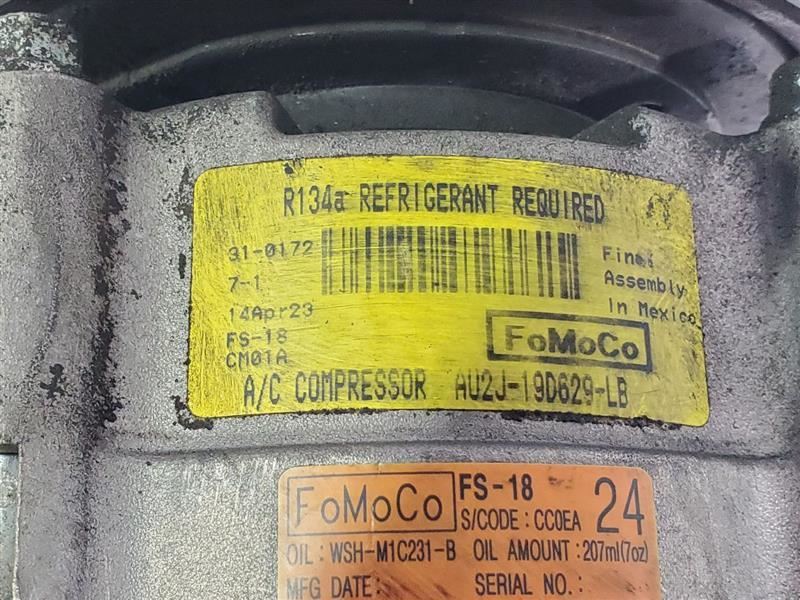 R134a REFRIGERANT REQUIRED
31-0172
7-1
14Apr23
FS-18
CM01A
Final
Assembly
In Mexico
FoMoCo
A/C COMPRESSOR AU2J-19D629-LB
FoMoCo
FS-18
S/CODE : CC0EA
24
OIL : WSH-M1C231-B OIL AMOUNT : 207ml(7oz)
MFG DATE: SERIAL NO. :